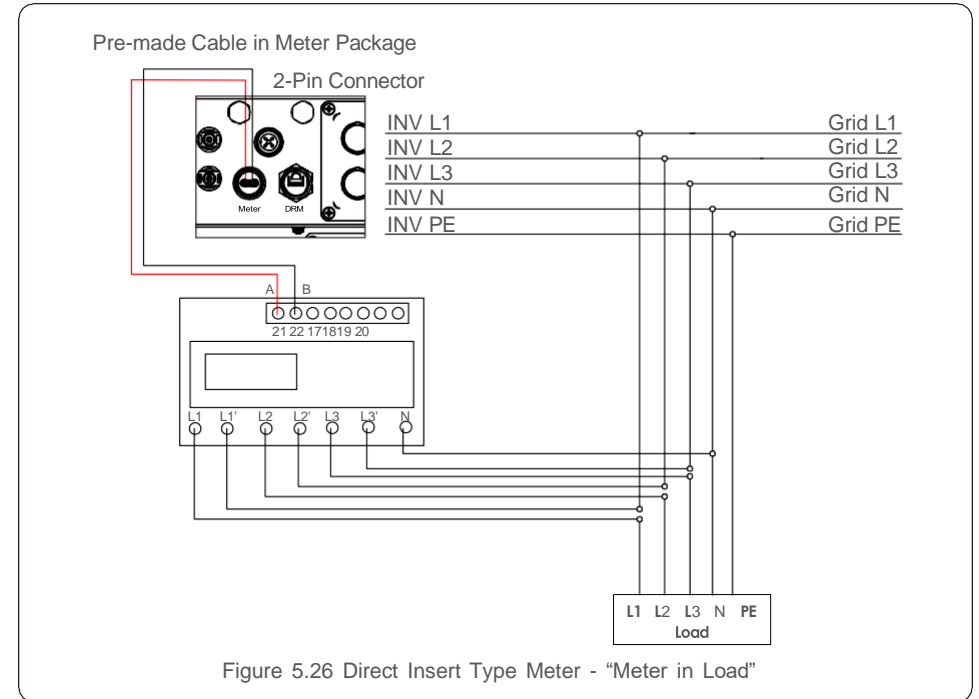 Pre-made Cable in Meter Package
2-Pin Connector
INV L1 Grid L1
INV L2 Grid L2
INV L3 Grid L3
INV N Grid N
INV PE Grid PE
Meter DRM
A B
21 22 171819 20
L1 L1' L2 L2' L3 L3' N
L1 L2 L3 N PE
Load
Figure 5.26 Direct Insert Type Meter - “Meter in Load”